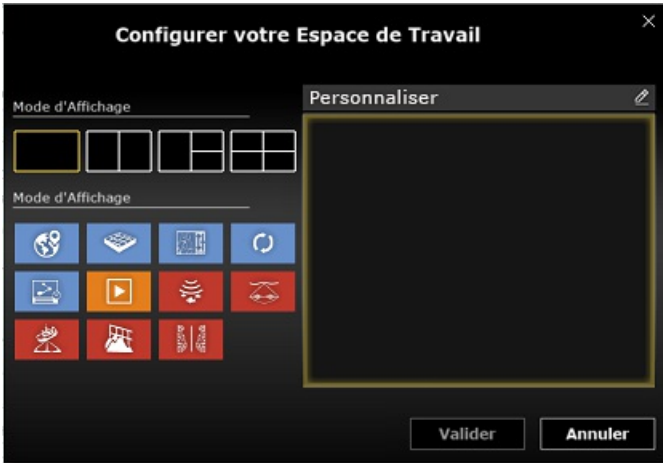 Configurer votre Espace de Travail
Mode d'Affichage
Personnaliser
Mode d'Affichage
Valider
Annuler